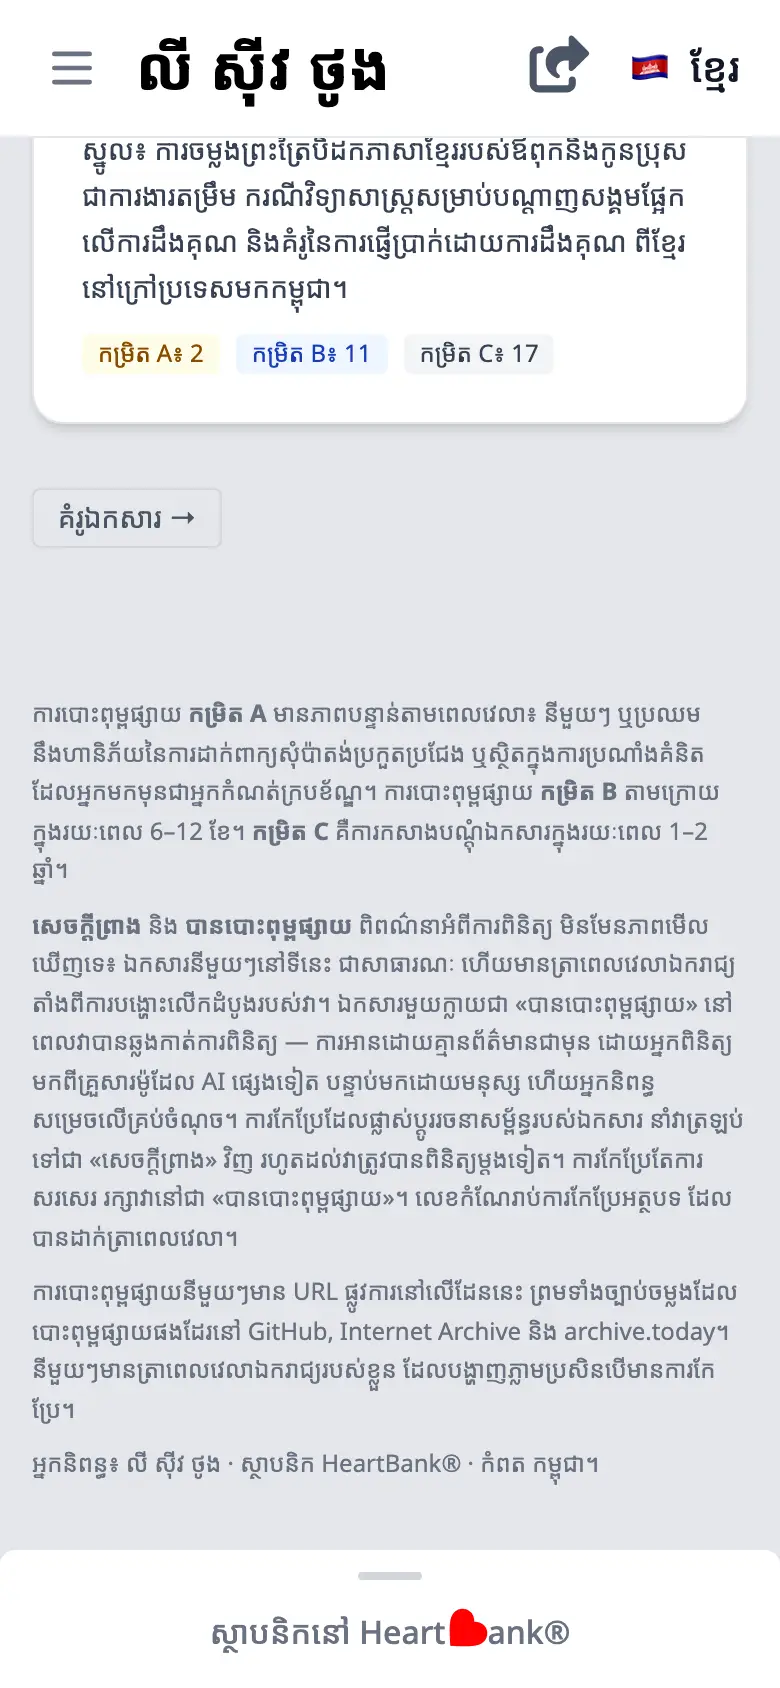 លី ស៊ីវ ថូង
ខ្មែរ
ស្នូល៖ ការចម្លងព្រះត្រៃបិដកភាសាខ្មែររបស់ឪពុកនិងកូនប្រុស
ជាការងារតម្រឹម ករណីវិទ្យាសាស្ត្រសម្រាប់បណ្ដាញសង្គមផ្អែក
លើការដឹងគុណ និងគំរូនៃការផ្ញើប្រាក់ដោយការដឹងគុណ ពីខ្មែរ
នៅក្រៅប្រទេសមកកម្ពុជា។
កម្រិត A៖ 2
កម្រិត B៖ 11
កម្រិត C៖ 17
គំរូឯកសារ →
ការបោះពុម្ពផ្សាយ កម្រិត A មានភាពបន្ទាន់តាមពេលវេលា៖ នីមួយៗ ឬប្រឈម
នឹងហានិភ័យនៃការដាក់ពាក្យសុំប៉ាតង់ប្រកួតប្រជែង ឬស្ថិតក្នុងការប្រណាំងគំនិត
ដែលអ្នកមកមុនជាអ្នកកំណត់ក្របខ័ណ្ឌ។ ការបោះពុម្ពផ្សាយ កម្រិត B តាមក្រោយ
ក្នុងរយៈពេល 6–12 ខែ។ កម្រិត C គឺការកសាងបណ្ដុំឯកសារក្នុងរយៈពេល 1–2
ឆ្នាំ។
សេចក្ដីព្រាង និង បានបោះពុម្ពផ្សាយ ពិពណ៌នាអំពីការពិនិត្យ មិនមែនភាពមើល
ឃើញទេ៖ ឯកសារនីមួយៗនៅទីនេះ ជាសាធារណៈ ហើយមានត្រាពេលវេលាឯករាជ្យ
តាំងពីការបង្ហោះលើកដំបូងរបស់វា។ ឯកសារមួយក្លាយជា «បានបោះពុម្ពផ្សាយ» នៅ
ពេលវាបានឆ្លងកាត់ការពិនិត្យ — ការអានដោយគ្មានព័ត៌មានជាមុន ដោយអ្នកពិនិត្យ
មកពីគ្រួសារម៉ូដែល AI ផ្សេងទៀត បន្ទាប់មកដោយមនុស្ស ហើយអ្នកនិពន្ធ
សម្រេចលើគ្រប់ចំណុច។ ការកែប្រែដែលផ្លាស់ប្ដូររចនាសម្ព័ន្ធរបស់ឯកសារ នាំវាត្រឡប់
ទៅជា «សេចក្ដីព្រាង» វិញ រហូតដល់វាត្រូវបានពិនិត្យម្ដងទៀត។ ការកែប្រែតែការ
សរសេរ រក្សាវានៅជា «បានបោះពុម្ពផ្សាយ»។ លេខកំណែរាប់ការកែប្រែអត្ថបទ ដែល
បានដាក់ត្រាពេលវេលា។
ការបោះពុម្ពផ្សាយនីមួយៗមាន URL ផ្លូវការនៅលើដែននេះ ព្រមទាំងច្បាប់ចម្លងដែល
បោះពុម្ពផ្សាយផងដែរនៅ GitHub, Internet Archive និង archive.today។
នីមួយៗមានត្រាពេលវេលាឯករាជ្យរបស់ខ្លួន ដែលបង្ហាញភ្លាមប្រសិនបើមានការកែ
ប្រែ។
អ្នកនិពន្ធ៖ លី ស៊ីវ ថូង · ស្ថាបនិក HeartBank® · កំពត កម្ពុជា។
ស្ថាបនិកនៅ Heart ank®